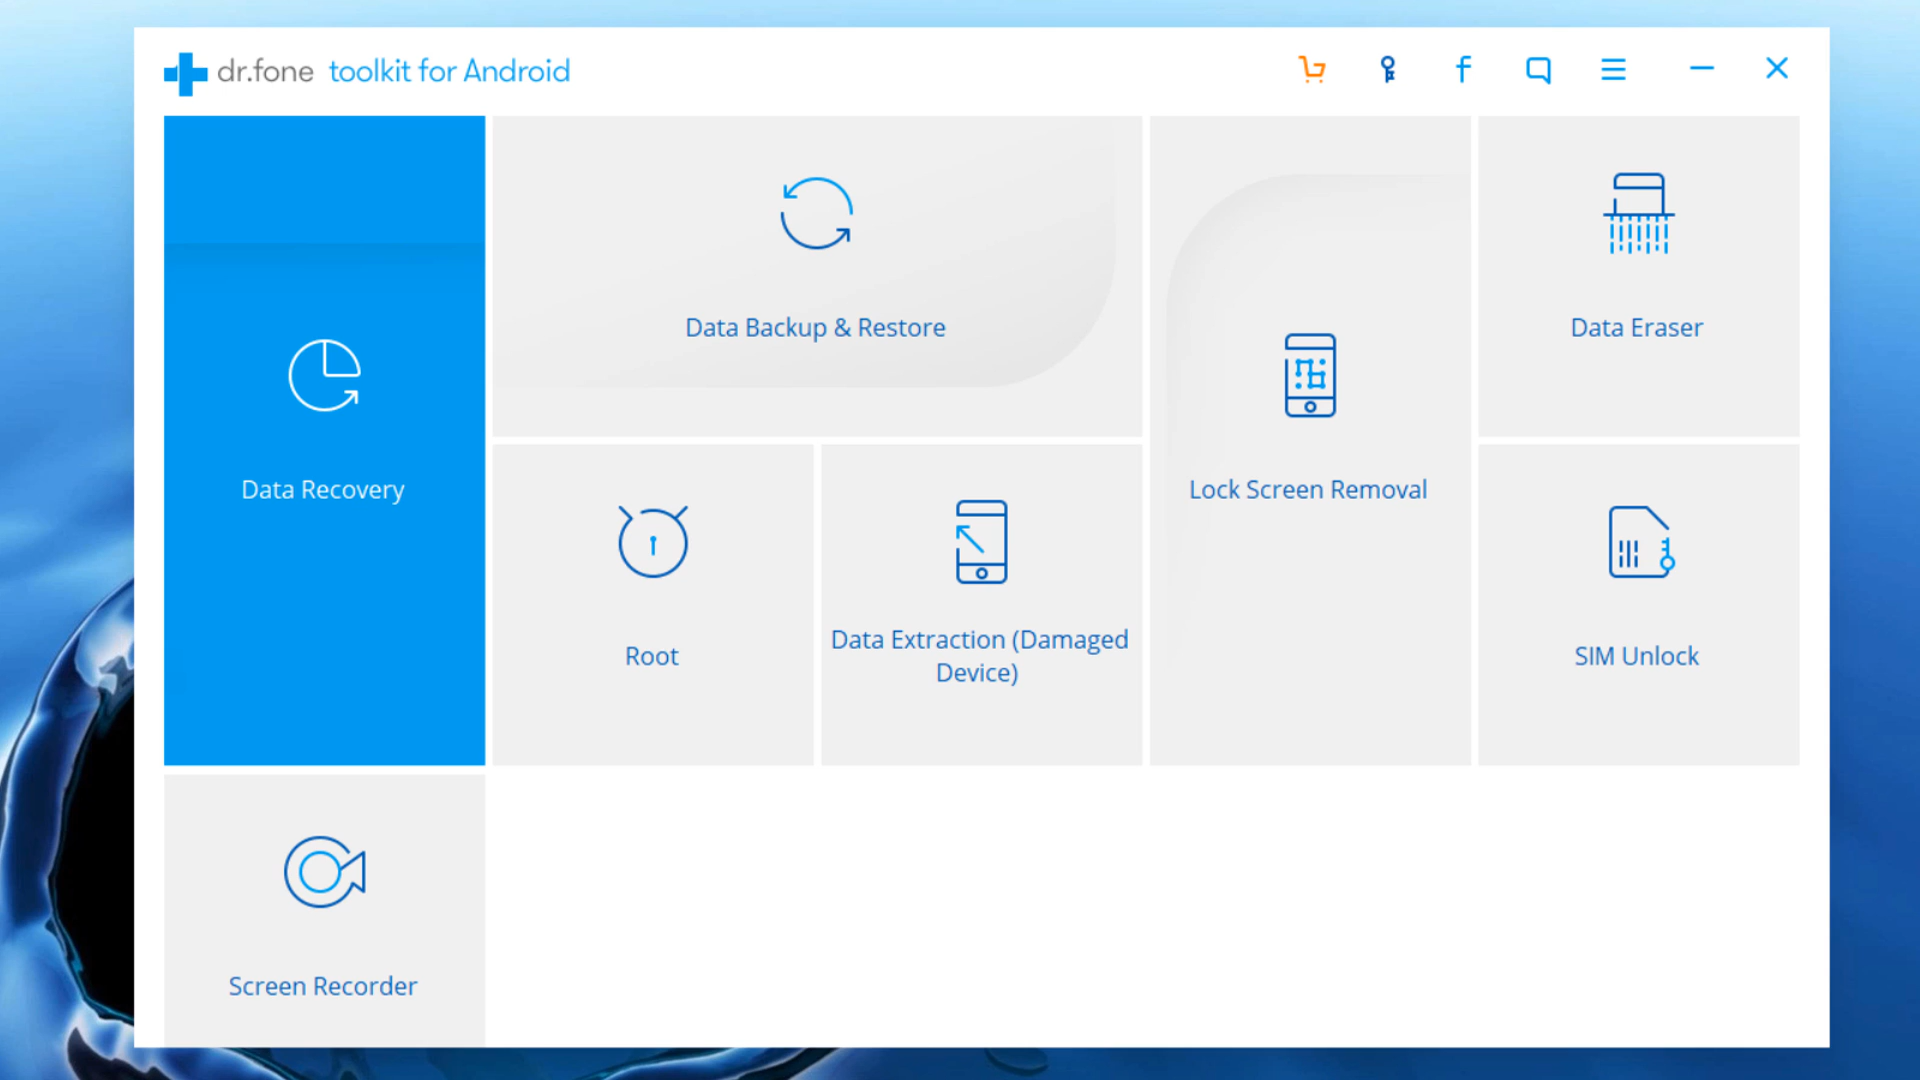 dr.fone toolkit for Android
Data Recovery
Data Backup & Restore
Lock Screen Removal
Data Eraser
Root
Data Extraction (Damaged
Device)
SIM Unlock
Screen Recorder